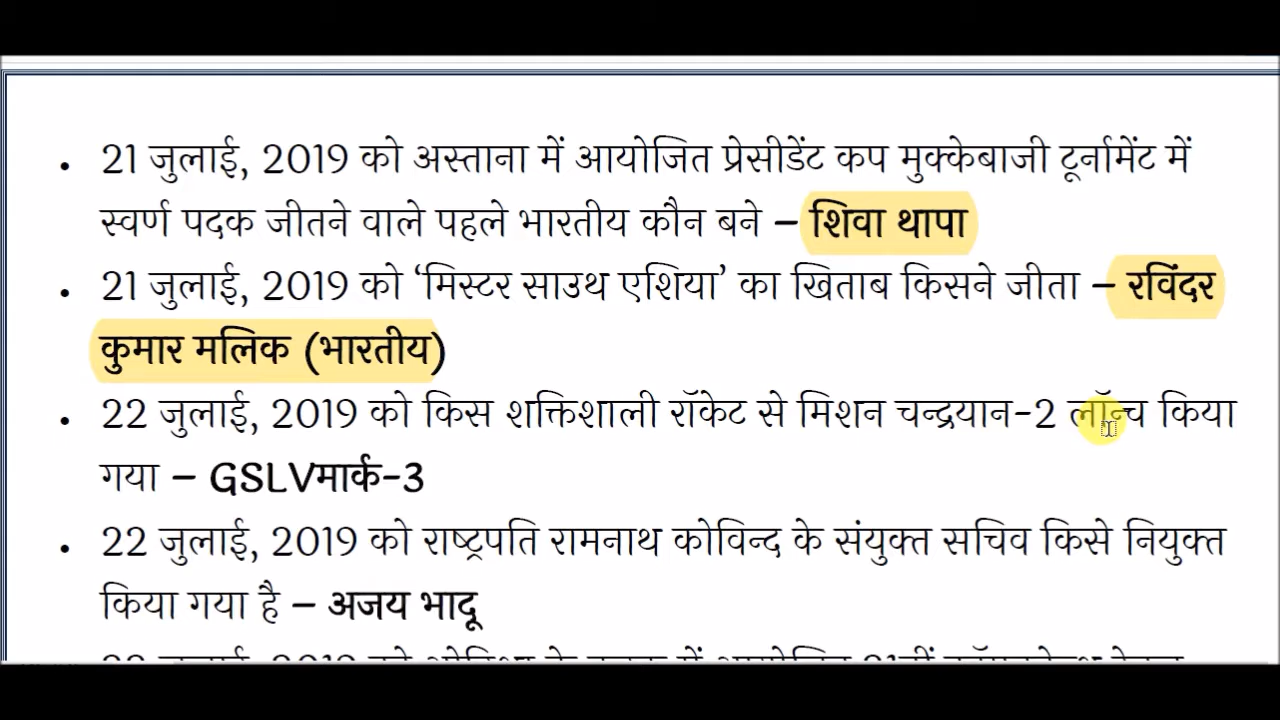 • 21 जुलाई, 2019 को अस्ताना में आयोजित प्रेसीडेंट कप मुक्केबाजी टूर्नामेंट में
स्वर्ण पदक जीतने वाले पहले भारतीय कौन बने – शिवा थापा
• 21 जुलाई, 2019 को ‘मिस्टर साउथ एशिया’ का खिताब किसने जीता – रविंदर
कुमार मलिक (भारतीय)
• 22 जुलाई, 2019 को किस शक्तिशाली रॉकेट से मिशन चन्द्रयान-2 लॉन्च किया
गया – GSLVमार्क-3
• 22 जुलाई, 2019 को राष्ट्रपति रामनाथ कोविन्द के संयुक्त सचिव किसे नियुक्त
किया गया है – अजय भादू